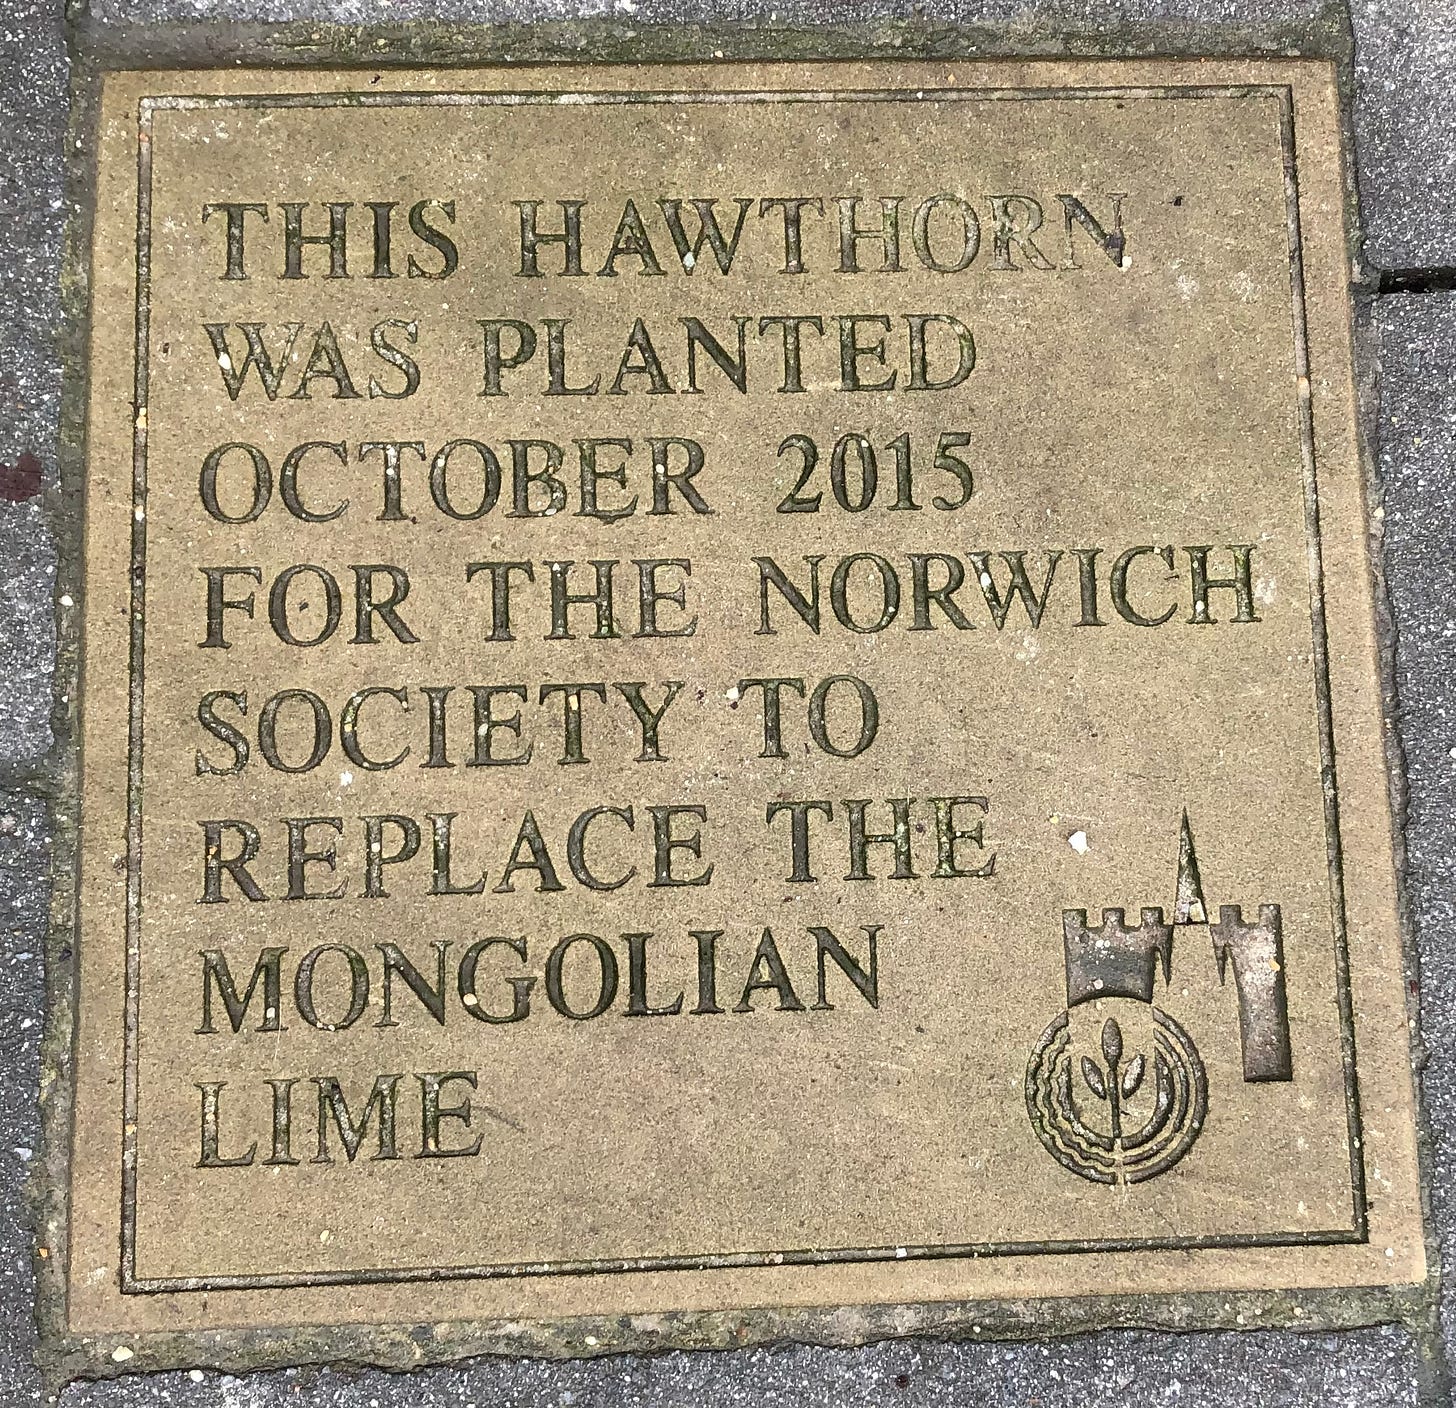 THIS HAWTHORN
WAS PLANTED
OCTOBER 2015
FOR THE NORWICH
SOCIETY TO
REPLACE THE
MONGOLIAN
LIME